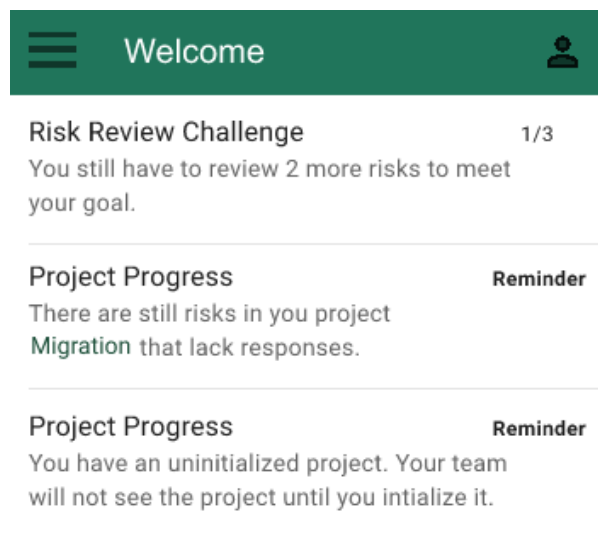 Welcome
Risk Review Challenge 1/3
You still have to review 2 more risks to meet
your goal.
Project Progress Reminder
There are still risks in you project
Migration that lack responses.
Project Progress Reminder
You have an uninitialized project. Your team
will not see the project until you intialize it.